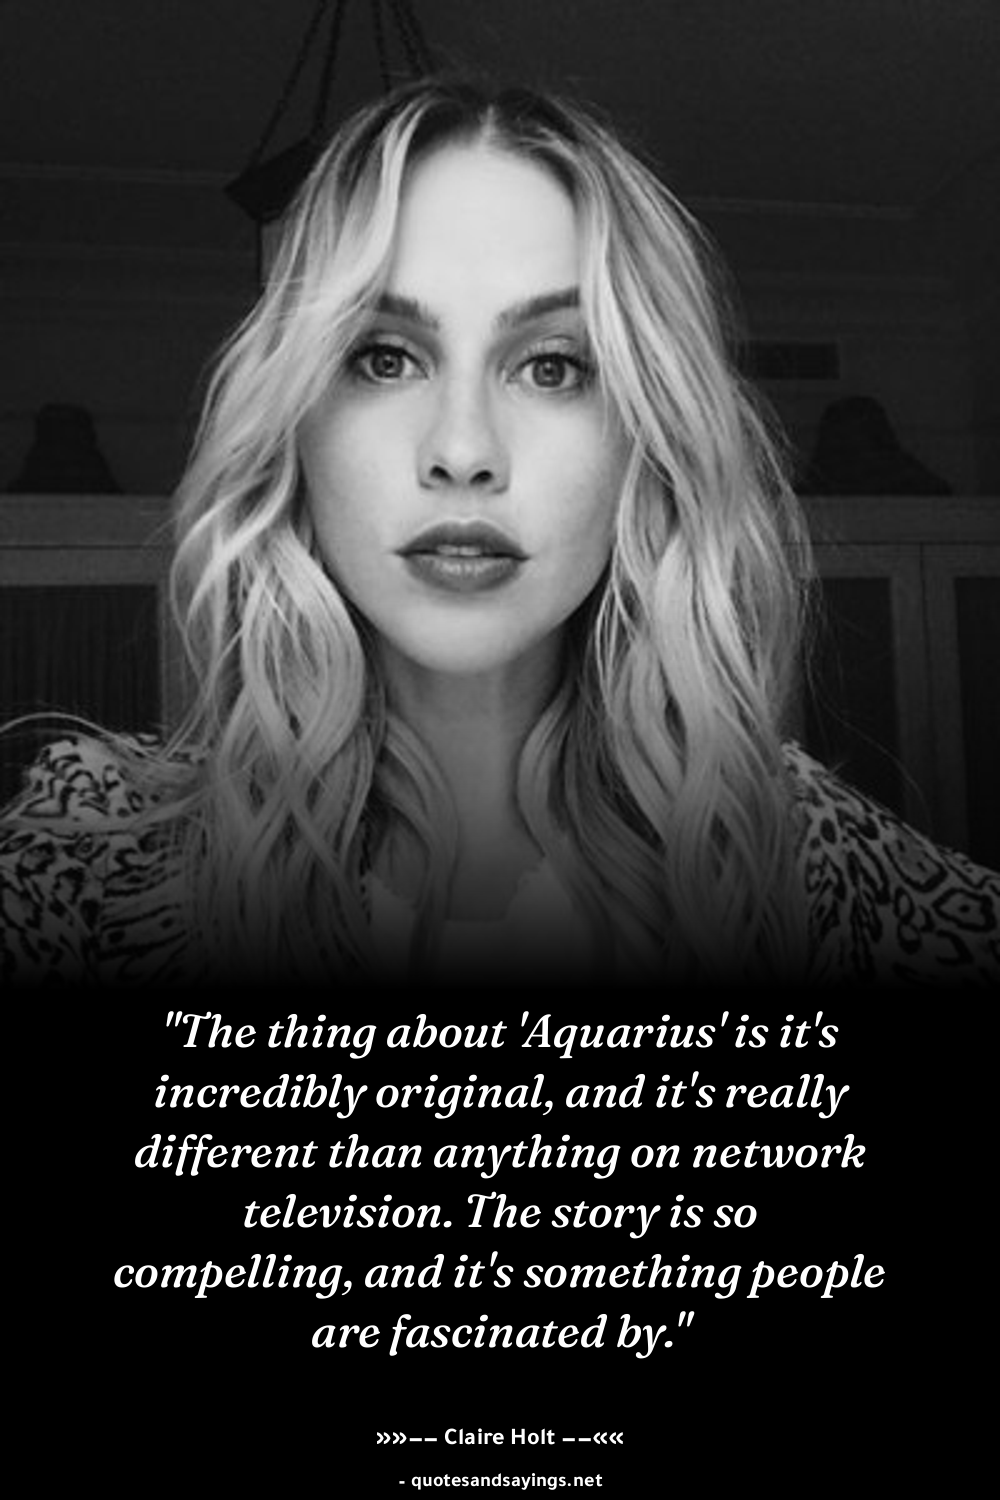 "The thing about 'Aquarius' is it's
incredibly original, and it's really
different than anything on network
television. The story is so
compelling, and it's something people
are fascinated by."
»»–– Claire Holt ––««
- quotesandsayings.net